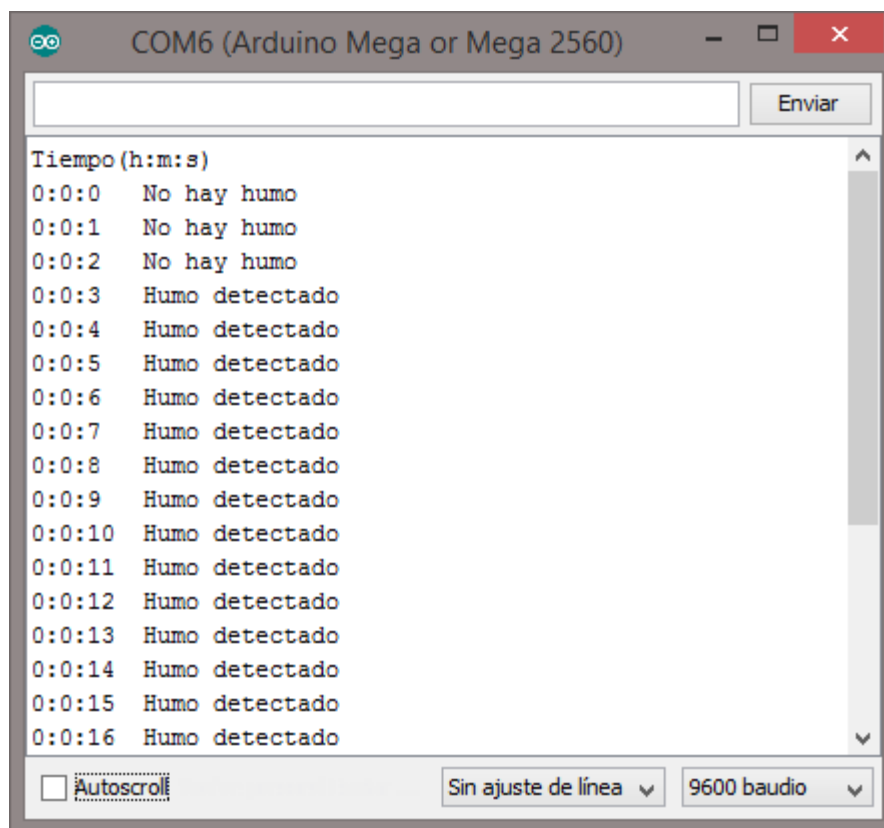 COM6 (Arduino Mega or Mega 2560)
Enviar
Tiempo(h:m:s)
0:0:0 No hay humo
0:0:1 No hay humo
0:0:2 No hay humo
0:0:3 Humo detectado
0:0:4 Humo detectado
0:0:5 Humo detectado
0:0:6 Humo detectado
0:0:7 Humo detectado
0:0:8 Humo detectado
0:0:9 Humo detectado
0:0:10 Humo detectado
0:0:11 Humo detectado
0:0:12 Humo detectado
0:0:13 Humo detectado
0:0:14 Humo detectado
0:0:15 Humo detectado
0:0:16 Humo detectado
Autoscroll Sin ajuste de línea 9600 baudio